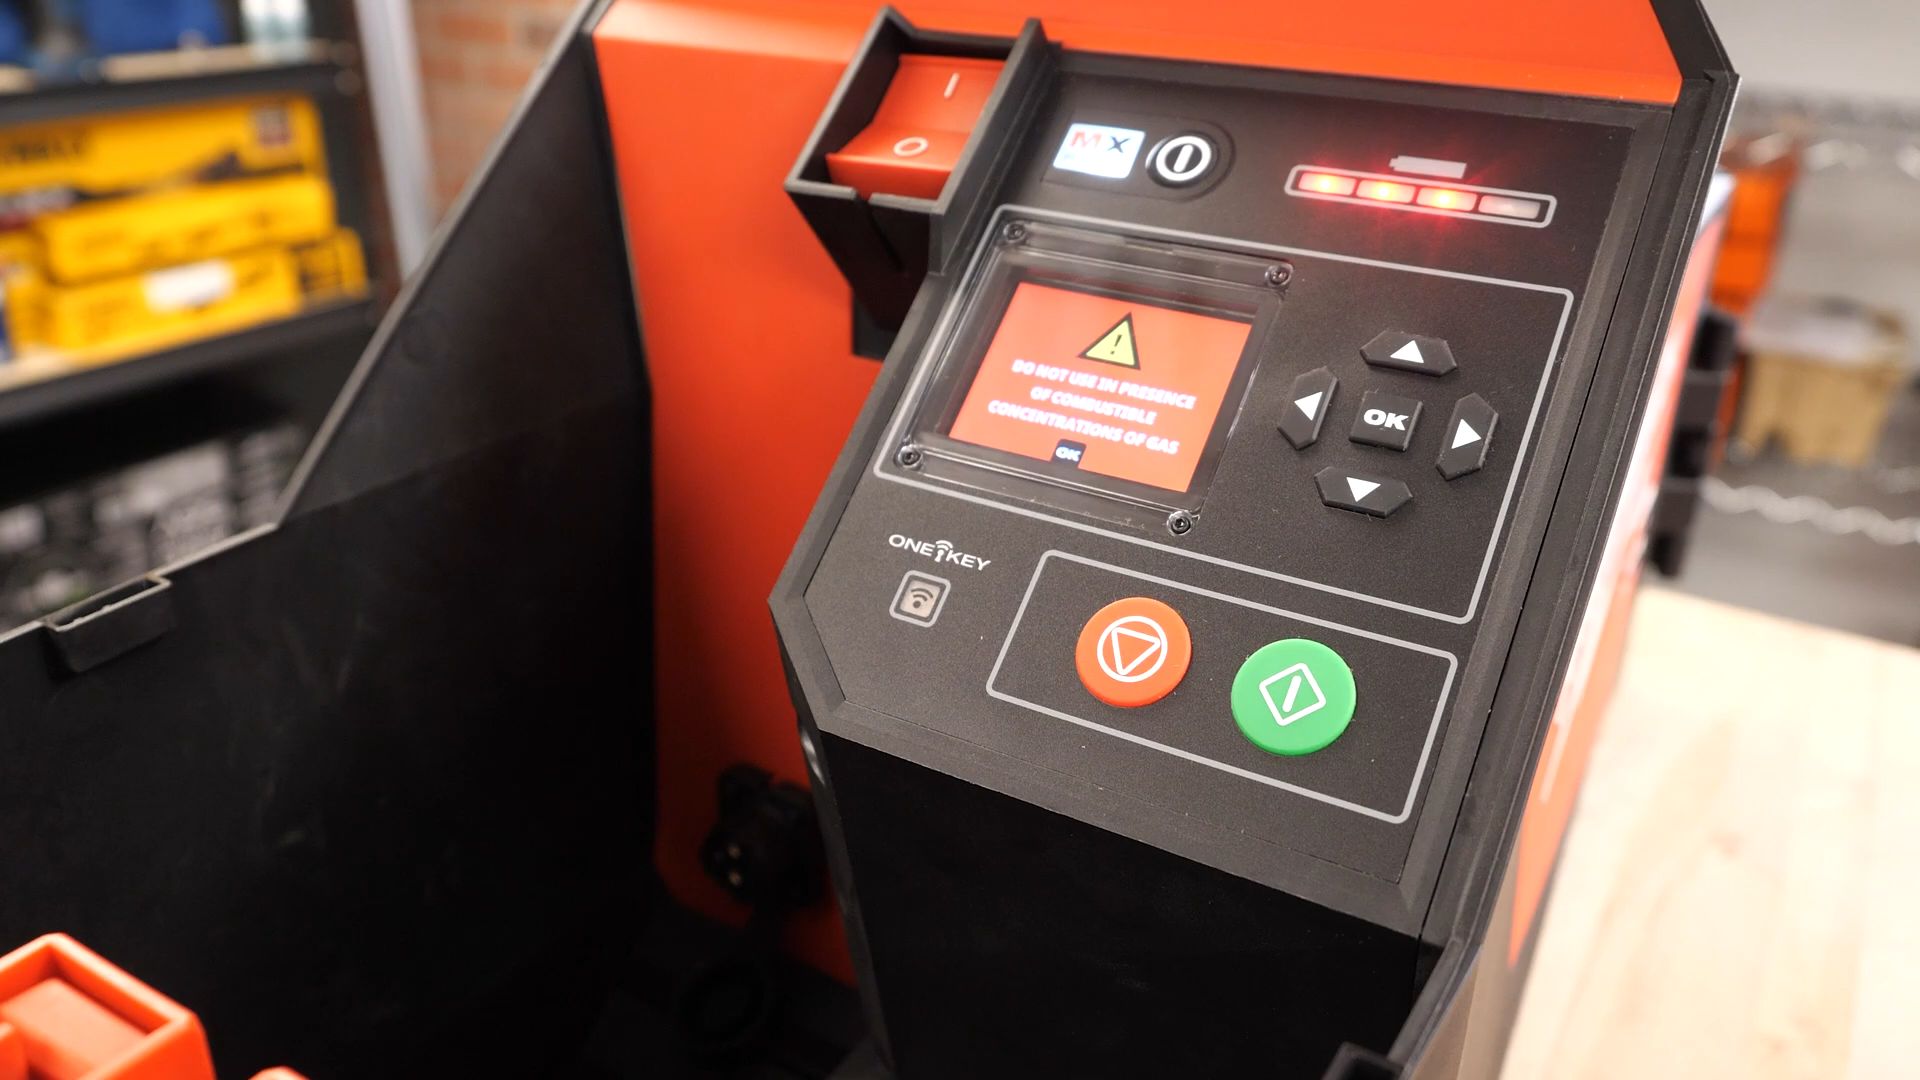 MX
DO NOT USE IN PRESENCE
OF COMBUSTIBLE
CONCENTRATIONS OF GAS
OK
OK
ONE KEY